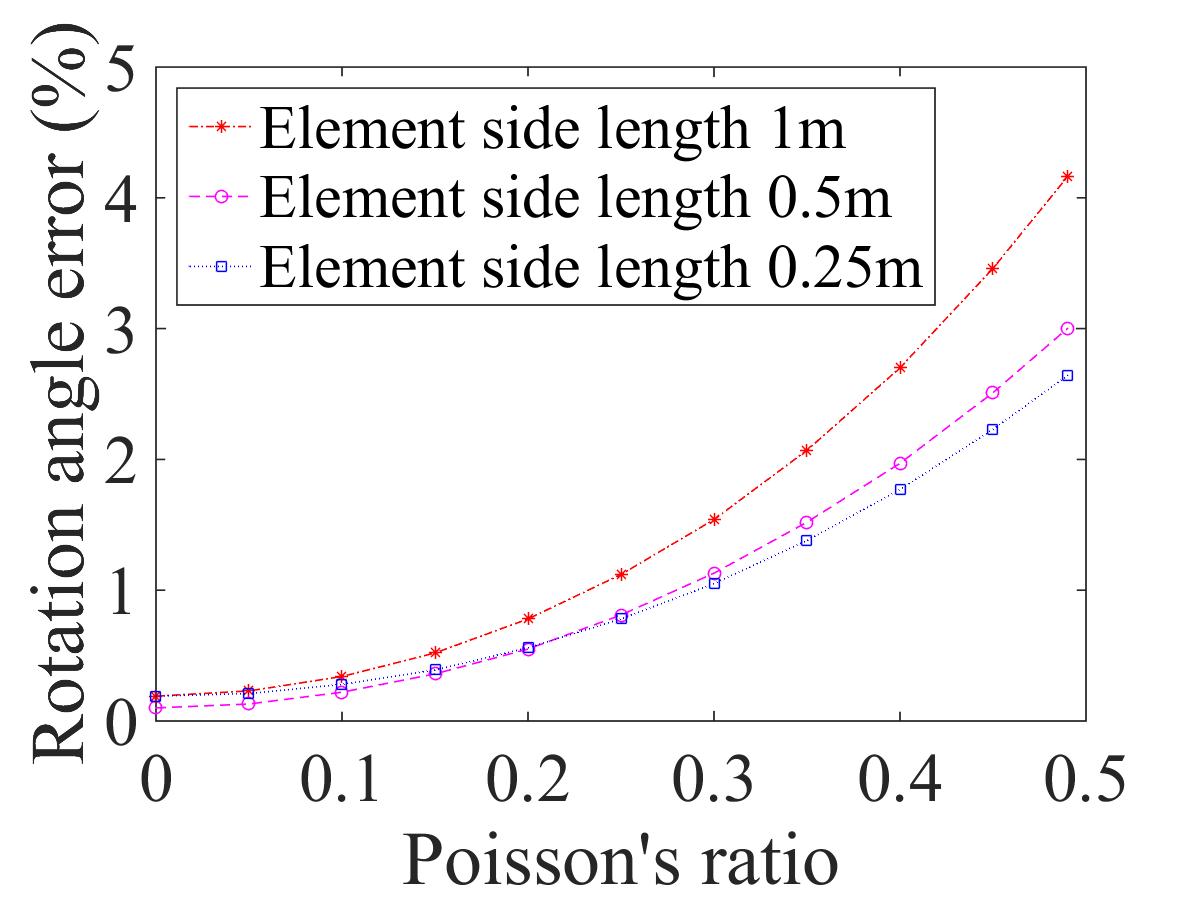 Rotation angle error (%)
5
4
3
2
1
0
Element side length 1m
Element side length 0.5m
Element side length 0.25m
0 0.1 0.2 0.3 0.4 0.5
Poisson's ratio